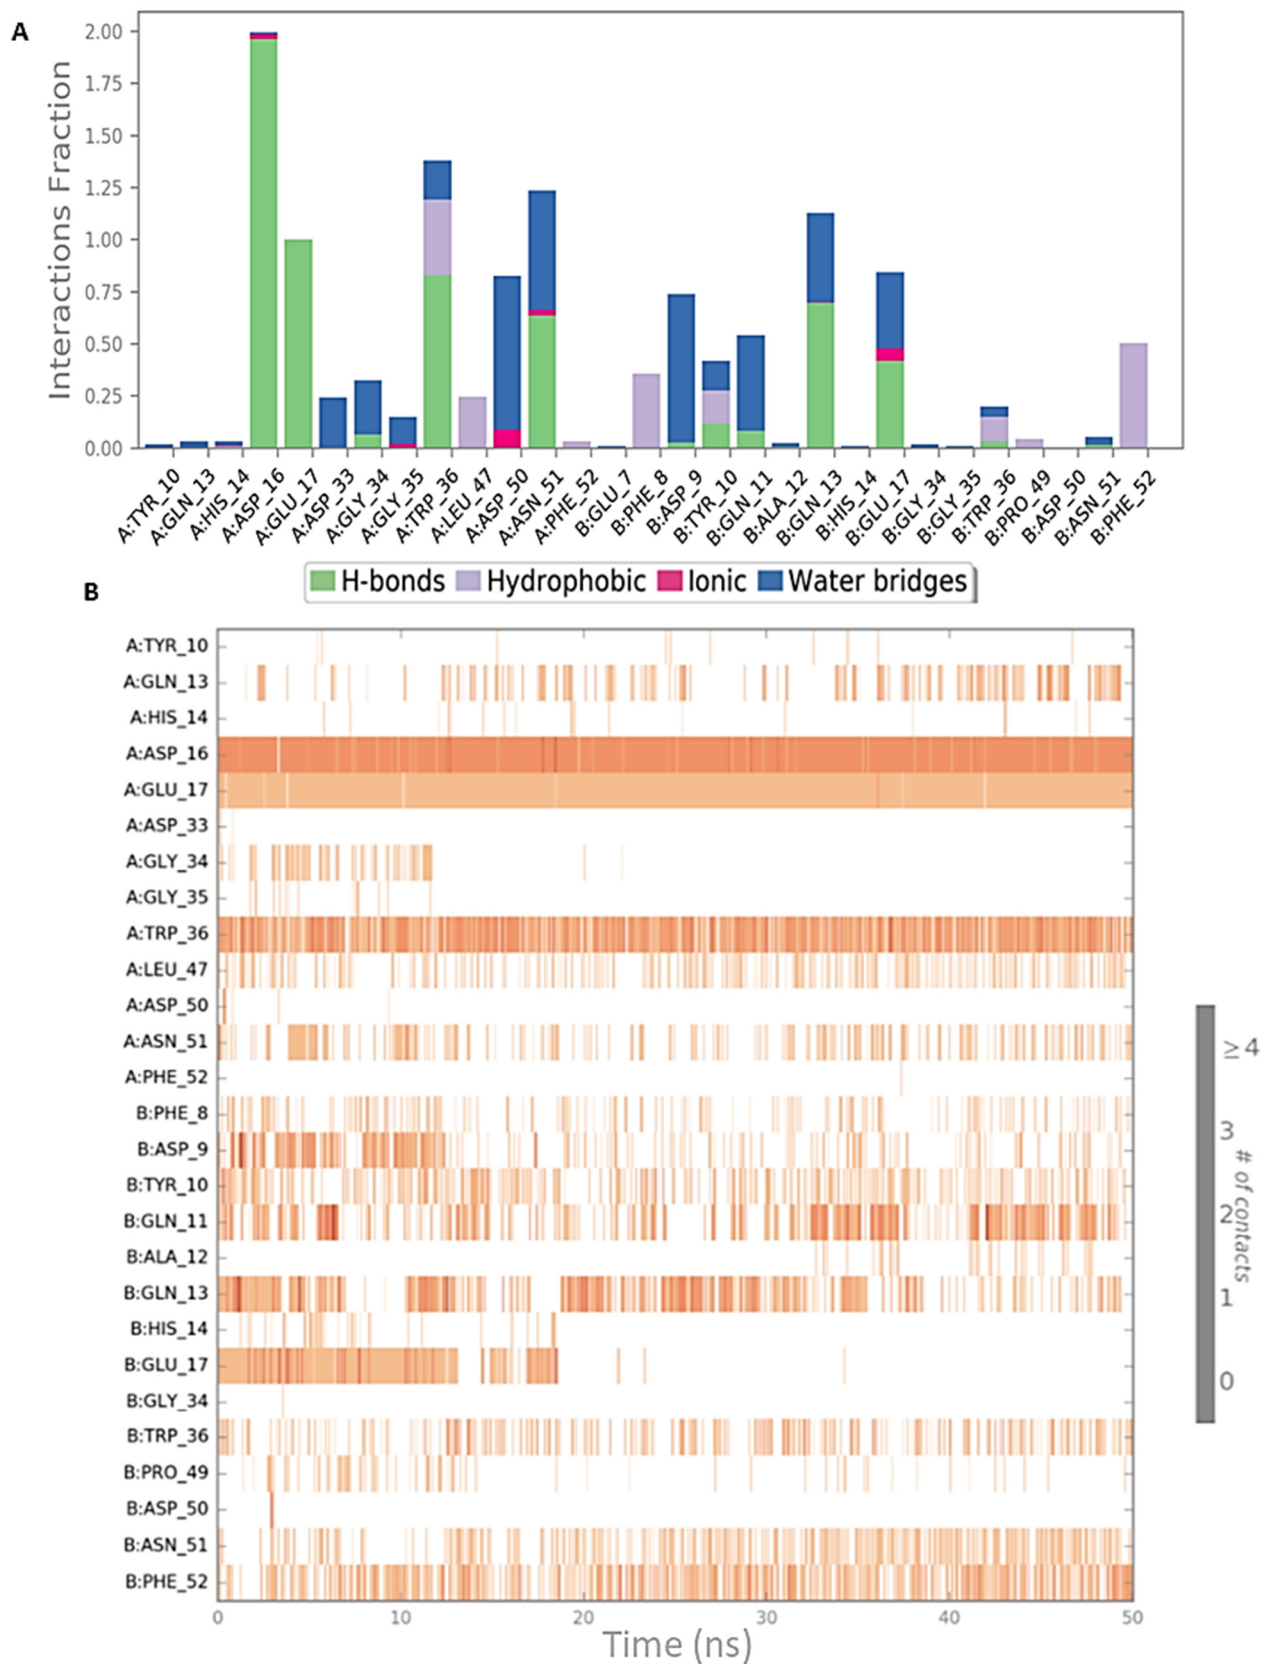 A
Interactions Fraction
2.00
1.75
1.50
1.25
1.00
0.75
0.50
0.25
0.00
A:TYR_10
A:GLN_13
A:HIS_14
A:ASP_16
A:GLU_17
A:ASP_33
A:GLY_34
A:GLY_35
A:TRP_36
A:LEU_47
A:ASP_50
A:ASN_51
A:PHE_52
B:GLU_7
B:PHE_8
B:ASP_9
B:TYR_10
B:GLN_11
B:ALA_12
B:GLN_13
B:HIS_14
B:GLU_17
B:GLY_34
B:GLY_35
B:TRP_36
B:PRO_49
B:ASP_50
B:ASN_51
B:PHE_52
H-bonds Hydrophobic Ionic Water bridges
B
A:TYR_10
A:GLN_13
A:HIS_14
A:ASP_16
A:GLU_17
A:ASP_33
A:GLY_34
A:GLY_35
A:TRP_36
A:LEU_47
A:ASP_50
A:ASN_51
A:PHE_52
B:PHE_8
B:ASP_9
B:TYR_10
B:GLN_11
B:ALA_12
B:GLN_13
B:HIS_14
B:GLU_17
B:GLY_34
B:TRP_36
B:PRO_49
B:ASP_50
B:ASN_51
B:PHE_52
0 10 20 30 40 50
Time (ns)
≥4
3
2
1
0
# of contacts